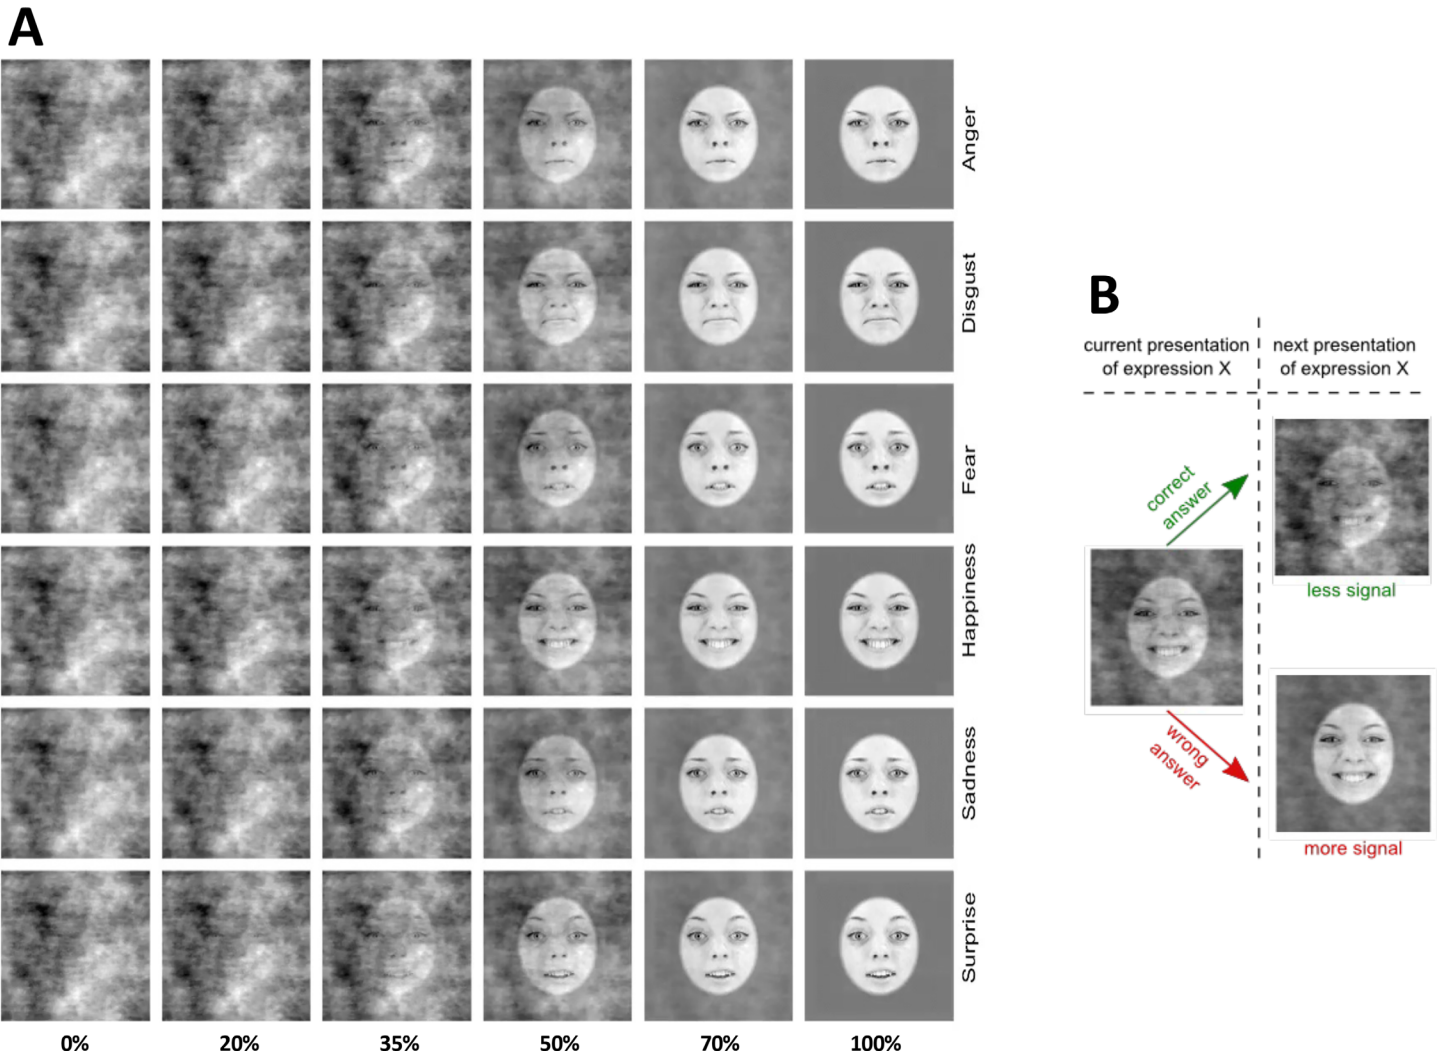 A
Anger
Disgust
Fear
Happiness
Sadness
Surprise
0% 20% 35% 50% 70% 100%
B
current presentation
of expression X
next presentation
of expression X
correct
answer
less signal
wrong
answer
more signal